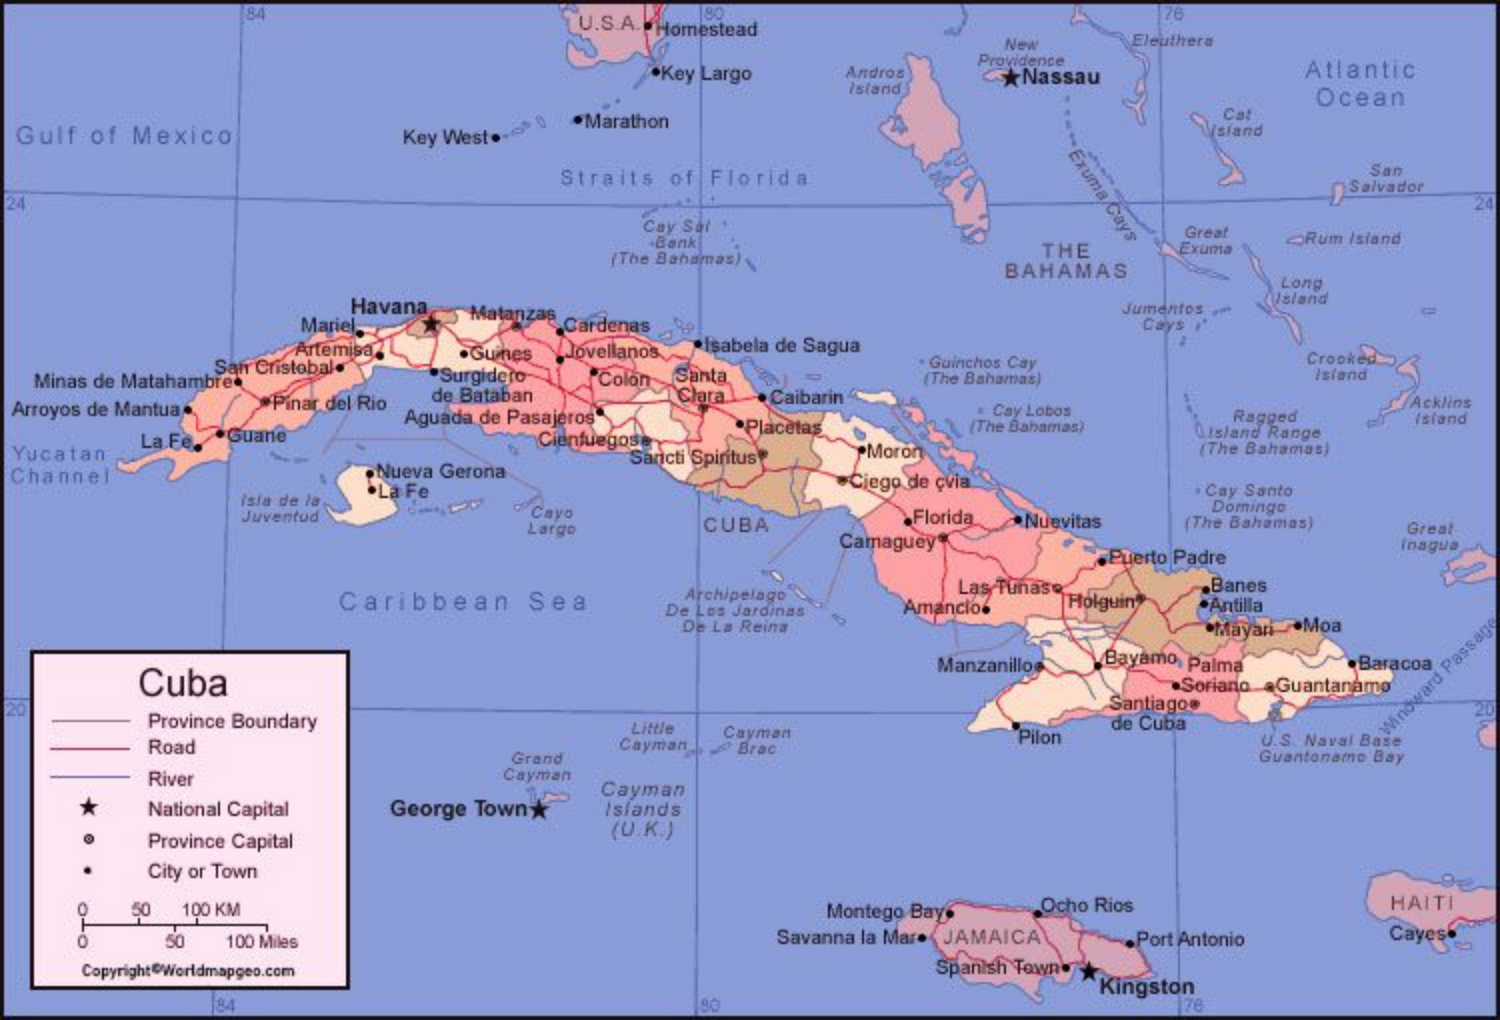 84
80
76
U.S.A.
Homestead
Key Largo
Marathon
Key West
Gulf of Mexico
Straits of Florida
Andros
Island
New
Providence
Nassau
Eleuthera
Atlantic
Ocean
Cat
Island
San
Salvador
24
24
Exuma Cays
Great
Exuma
Rum Island
Cay Sal
Bank
(The Bahamas)
THE
BAHAMAS
Long
Island
Jumentos
Cays
Havana
Matanzas
Mariel
Cardenas
Artemisa
Guines
Jovellanos
Isabela de Sagua
San Cristobal
Surgidero
de Bataban
Colon
Santa
Clara
Minas de Matahambre
Pinar del Rio
Caibarin
Arroyos de Mantua
Aguada de Pasajeros
Placetas
La Fe
Guane
Cienfuegos
Sancti Spiritus
Moron
Ciego de çvia
Guinchos Cay
(The Bahamas)
Crooked
Island
Acklins
Island
Cay Lobos
(The Bahamas)
Ragged
Island Range
(The Bahamas)
Yucatan
Channel
Nueva Gerona
La Fe
Isla de la
Juventud
Cayo
Largo
CUBA
Cay Santo
Domingo
(The Bahamas)
Florida
Nuevitas
Camaguey
Great
Inagua
Puerto Padre
Las Tunas
Banes
Antilla
Holguin
Amancio
Mayari
Moa
Caribbean Sea
Archipelago
De Los Jardinas
De La Reina
Manzanillo
Bayamo
Palma
Soriano
Baracoa
Guantanamo
Windward Passage
Santiago
de Cuba
Pilon
U.S. Naval Base
Guantonamo Bay
20
20
Little
Cayman
Cayman
Brac
Grand
Cayman
George Town
Cayman
Islands
(U.K.)
Cuba
Province Boundary
Road
River
National Capital
Province Capital
City or Town
0 50 100 KM
0 50 100 Miles
Copyright©Worldmapgeo.com
Montego Bay
Ocho Rios
Savanna la Mar
JAMAICA
Port Antonio
Spanish Town
Kingston
HAITI
Cayes
84
80
76